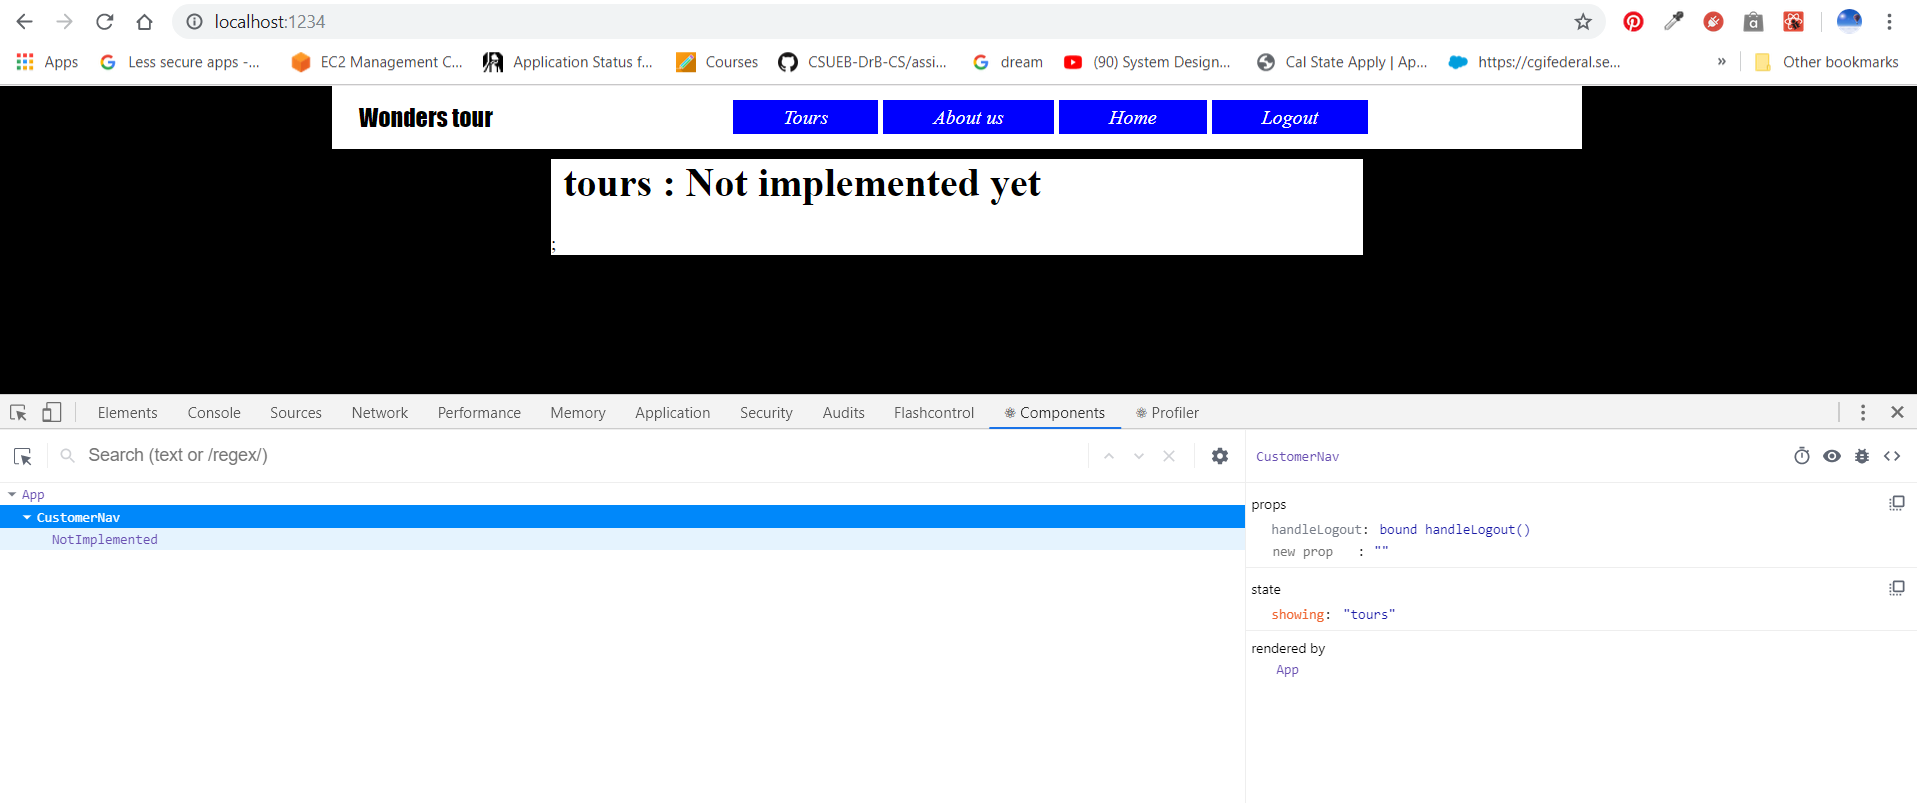 localhost:1234
Apps Less secure apps -... EC2 Management C... Application Status f... Courses CSUEB-DrB-CS/assi... dream (90) System Design... Cal State Apply | Ap... https://cgifederal.se... » Other bookmarks
Wonders tour Tours About us Home Logout
tours : Not implemented yet
;
Elements Console Sources Network Performance Memory Application Security Audits Flashcontrol Components Profiler
Search (text or /regex/) CustomerNav
App
CustomerNav
NotImplemented
props
handleLogout: bound handleLogout()
new prop : ""
state
showing: "tours"
rendered by
App